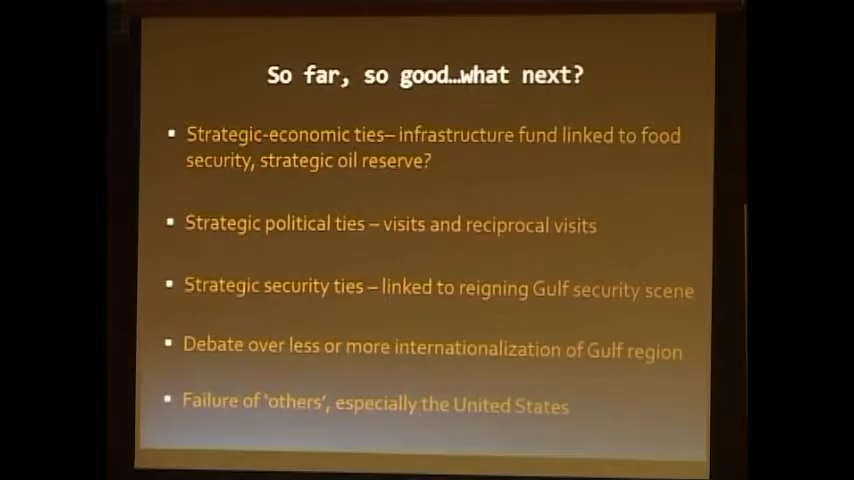 So far, so good...what next?
▪ Strategic-economic ties– infrastructure fund linked to food
security, strategic oil reserve?
▪ Strategic political ties – visits and reciprocal visits
▪ Strategic security ties – linked to reigning Gulf security scene
▪ Debate over less or more internationalization of Gulf region
▪ Failure of ‘others’, especially the United States